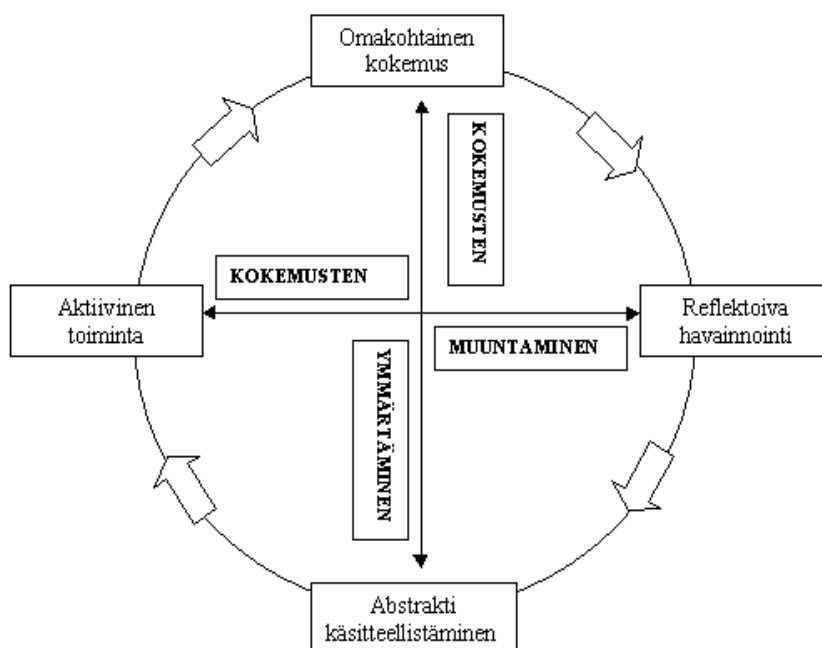 Omakohtainen
kokemus
KOKEMUSTEN
KOKEMUSTEN
Aktiivinen
toiminta
Reflektoiva
havainnointi
MUUNTAMINEN
YMMÄRTÄMINEN
Abstrakti
käsitteellistäminen